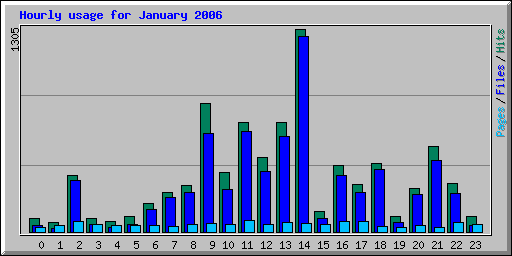 Hourly usage for January 2006
1305
Pages / Files / Hits
0 1 2 3 4 5 6 7 8 9 10 11 12 13 14 15 16 17 18 19 20 21 22 23